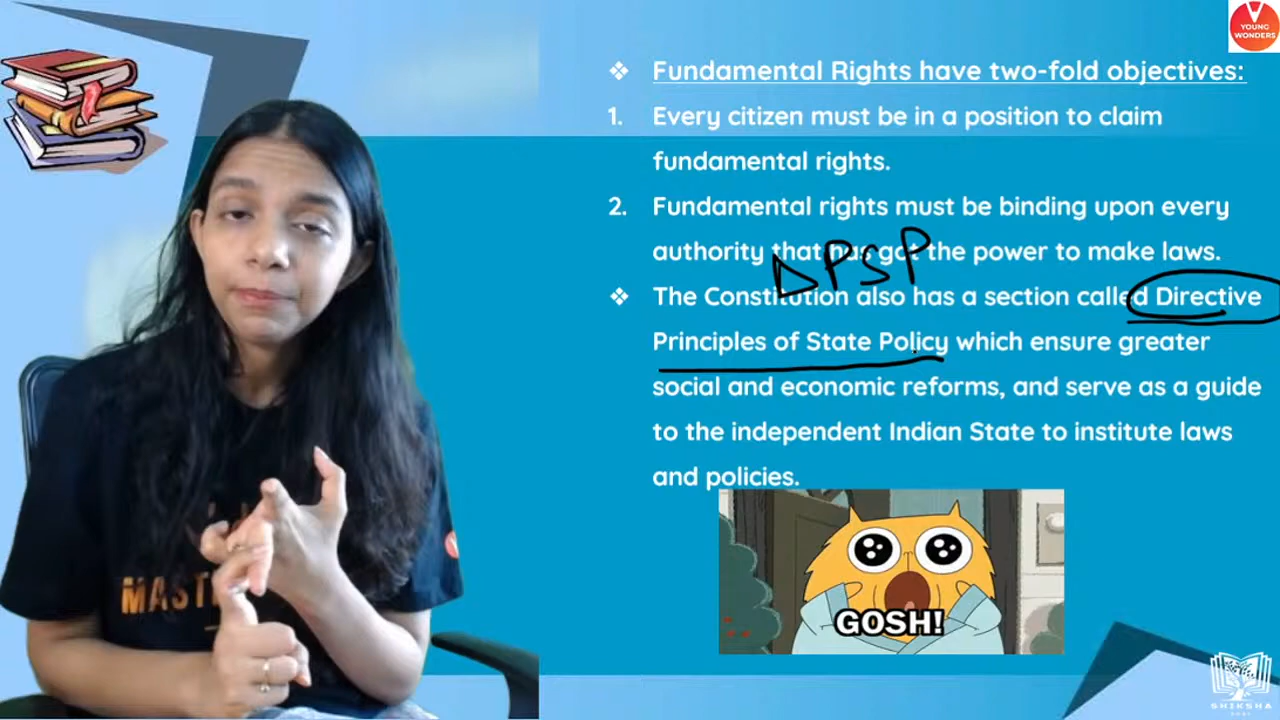 YOUNG
WONDERS
❖ Fundamental Rights have two-fold objectives:
1. Every citizen must be in a position to claim
fundamental rights.
2. Fundamental rights must be binding upon every
authority that has got the power to make laws.
DPSP
❖ The Constitution also has a section called Directive
Principles of State Policy which ensure greater
social and economic reforms, and serve as a guide
to the independent Indian State to institute laws
and policies.
MAST
GOSH!
SHIKSHA